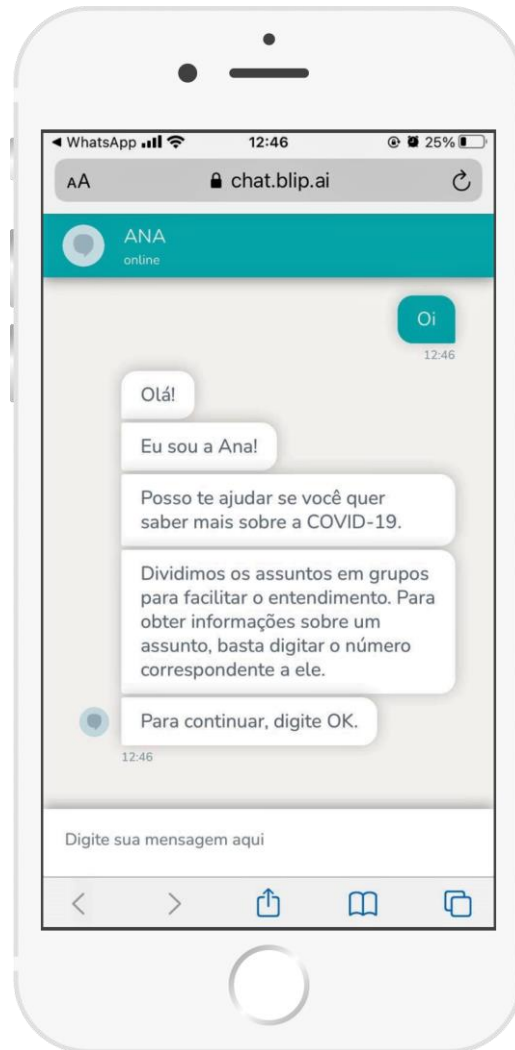 ◄ WhatsApp 12:46 25%
AA chat.blip.ai
ANA
online
Oi
12:46
Olá!
Eu sou a Ana!
Posso te ajudar se você quer
saber mais sobre a COVID-19.
Dividimos os assuntos em grupos
para facilitar o entendimento. Para
obter informações sobre um
assunto, basta digitar o número
correspondente a ele.
Para continuar, digite OK.
12:46
Digite sua mensagem aqui